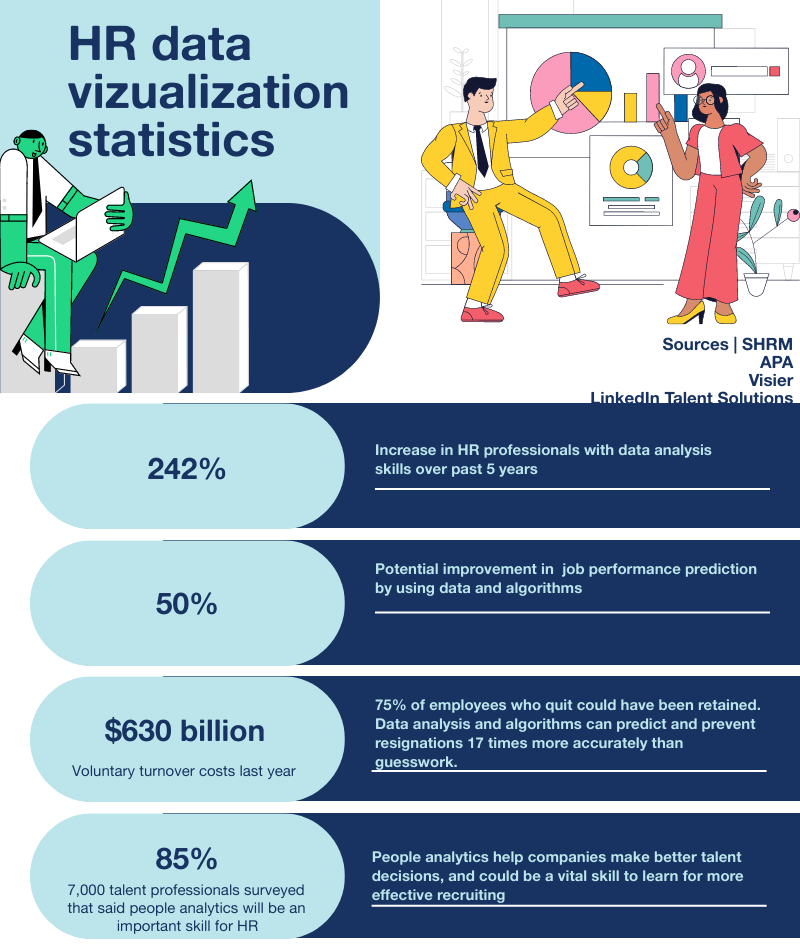 HR data
vizualization
statistics
Sources | SHRM
APA
Visier
LinkedIn Talent Solutions
242%
Increase in HR professionals with data analysis
skills over past 5 years
50%
Potential improvement in  job performance prediction
by using data and algorithms
$630 billion
Voluntary turnover costs last year
75% of employees who quit could have been retained.
Data analysis and algorithms can predict and prevent
resignations 17 times more accurately than
guesswork.
85%
7,000 talent professionals surveyed
that said people analytics will be an
important skill for HR
People analytics help companies make better talent
decisions, and could be a vital skill to learn for more
effective recruiting